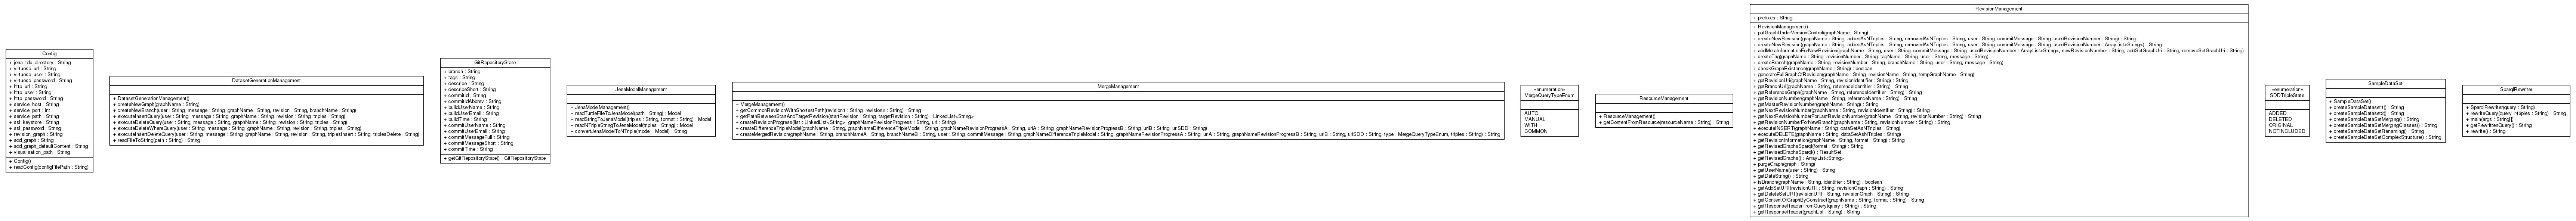 Config
+ jena_tdb_directory : String
+ virtuoso_url : String
+ virtuoso_user : String
+ virtuoso_password : String
+ http_url : String
+ http_user : String
+ http_password : String
+ service_host : String
+ service_port : int
+ service_path : String
+ ssl_keystore : String
+ ssl_password : String
+ revision_graph : String
+ sdd_graph : String
+ sdd_graph_defaultContent : String
+ visualisation_path : String
+ Config()
+ readConfig(configFilePath : String)
DatasetGenerationManagement
+ DatasetGenerationManagement()
+ createNewGraph(graphName : String)
+ createNewBranch(user : String, message : String, graphName : String, revision : String, branchName : String)
+ executeInsertQuery(user : String, message : String, graphName : String, revision : String, triples : String)
+ executeDeleteQuery(user : String, message : String, graphName : String, revision : String, triples : String)
+ executeDeleteWhereQuery(user : String, message : String, graphName : String, revision : String, triples : String)
+ executeInsertDeleteQuery(user : String, message : String, graphName : String, revision : String, triplesInsert : String, triplesDelete : String)
+ readFileToString(path : String) : String
GitRepositoryState
+ branch : String
+ tags : String
+ describe : String
+ describeShort : String
+ commitId : String
+ commitIdAbbrev : String
+ buildUserName : String
+ buildUserEmail : String
+ buildTime : String
+ commitUserName : String
+ commitUserEmail : String
+ commitMessageFull : String
+ commitMessageShort : String
+ commitTime : String
+ getGitRepositoryState() : GitRepositoryState
JenaModelManagement
+ JenaModelManagement()
+ readTurtleFileToJenaModel(path : String) : Model
+ readStringToJenaModel(triples : String, format : String) : Model
+ readNTripleStringToJenaModel(triples : String) : Model
+ convertJenaModelToNTriple(model : Model) : String
MergeManagement
+ MergeManagement()
+ getCommonRevisionWithShortestPath(revision1 : String, revision2 : String) : String
+ getPathBetweenStartAndTargetRevision(startRevision : String, targetRevision : String) : LinkedList<String>
+ createRevisionProgress(list : LinkedList<String>, graphNameRevisionProgress : String, uri : String)
+ createDifferenceTripleModel(graphName : String, graphNameDifferenceTripleModel : String, graphNameRevisionProgressA : String, uriA : String, graphNameRevisionProgressB : String, uriB : String, uriSDD : String)
+ createMergedRevision(graphName : String, branchNameA : String, branchNameB : String, user : String, commitMessage : String, graphNameDifferenceTripleModel : String, graphNameRevisionProgressA : String, uriA : String, graphNameRevisionProgressB : String, uriB : String, uriSDD : String, type : MergeQueryTypeEnum, triples : String) : String
«enumeration»
MergeQueryTypeEnum
AUTO
MANUAL
WITH
COMMON
ResourceManagement
+ ResourceManagement()
+ getContentFromResource(resourceName : String) : String
RevisionManagement
+ prefixes : String
+ RevisionManagement()
+ putGraphUnderVersionControl(graphName : String)
+ createNewRevision(graphName : String, addedAsNTriples : String, removedAsNTriples : String, user : String, commitMessage : String, usedRevisionNumber : String) : String
+ createNewRevision(graphName : String, addedAsNTriples : String, removedAsNTriples : String, user : String, commitMessage : String, usedRevisionNumber : ArrayList<String>) : String
+ addMetaInformationForNewRevision(graphName : String, user : String, commitMessage : String, usedRevisionNumber : ArrayList<String>, newRevisionNumber : String, addSetGraphUri : String, removeSetGraphUri : String)
+ createTag(graphName : String, revisionNumber : String, tagName : String, user : String, message : String)
+ createBranch(graphName : String, revisionNumber : String, branchName : String, user : String, message : String)
+ checkGraphExistence(graphName : String) : boolean
+ generateFullGraphOfRevision(graphName : String, revisionName : String, tempGraphName : String)
+ getRevisionUri(graphName : String, revisionIdentifier : String) : String
+ getBranchUri(graphName : String, referenceIdentifier : String) : String
+ getReferenceGraph(graphName : String, referenceIdentifier : String) : String
+ getRevisionNumber(graphName : String, referenceName : String) : String
+ getMasterRevisionNumber(graphName : String) : String
+ getNextRevisionNumber(graphName : String, revisionIdentifier : String) : String
+ getNextRevisionNumberForLastRevisionNumber(graphName : String, revisionNumber : String) : String
+ getRevisionNumberForNewBranch(graphName : String, revisionNumber : String) : String
+ executeINSERT(graphName : String, dataSetAsNTriples : String)
+ executeDELETE(graphName : String, dataSetAsNTriples : String)
+ getRevisionInformation(graphName : String, format : String) : String
+ getRevisedGraphsSparql(format : String) : String
+ getRevisedGraphsSparql() : ResultSet
+ getRevisedGraphs() : ArrayList<String>
+ purgeGraph(graph : String)
+ getUserName(user : String) : String
+ getDateString() : String
+ isBranch(graphName : String, identifier : String) : boolean
+ getAddSetURI(revisionURI : String, revisionGraph : String) : String
+ getDeleteSetURI(revisionURI : String, revisionGraph : String) : String
+ getContentOfGraphByConstruct(graphName : String, format : String) : String
+ getResponseHeaderFromQuery(query : String) : String
+ getResponseHeader(graphList : String) : String
«enumeration»
SDDTripleState
ADDED
DELETED
ORIGINAL
NOTINCLUDED
SampleDataSet
+ SampleDataSet()
+ createSampleDataset1() : String
+ createSampleDataset2() : String
+ createSampleDataSetMerging() : String
+ createSampleDataSetMergingClasses() : String
+ createSampleDataSetRenaming() : String
+ createSampleDataSetComplexStructure() : String
SparqlRewriter
+ SparqlRewriter(query : String)
+ rewriteQuery(query_r43ples : String) : String
+ main(args : String[])
+ getRewrittenQuery() : String
+ rewrite() : String